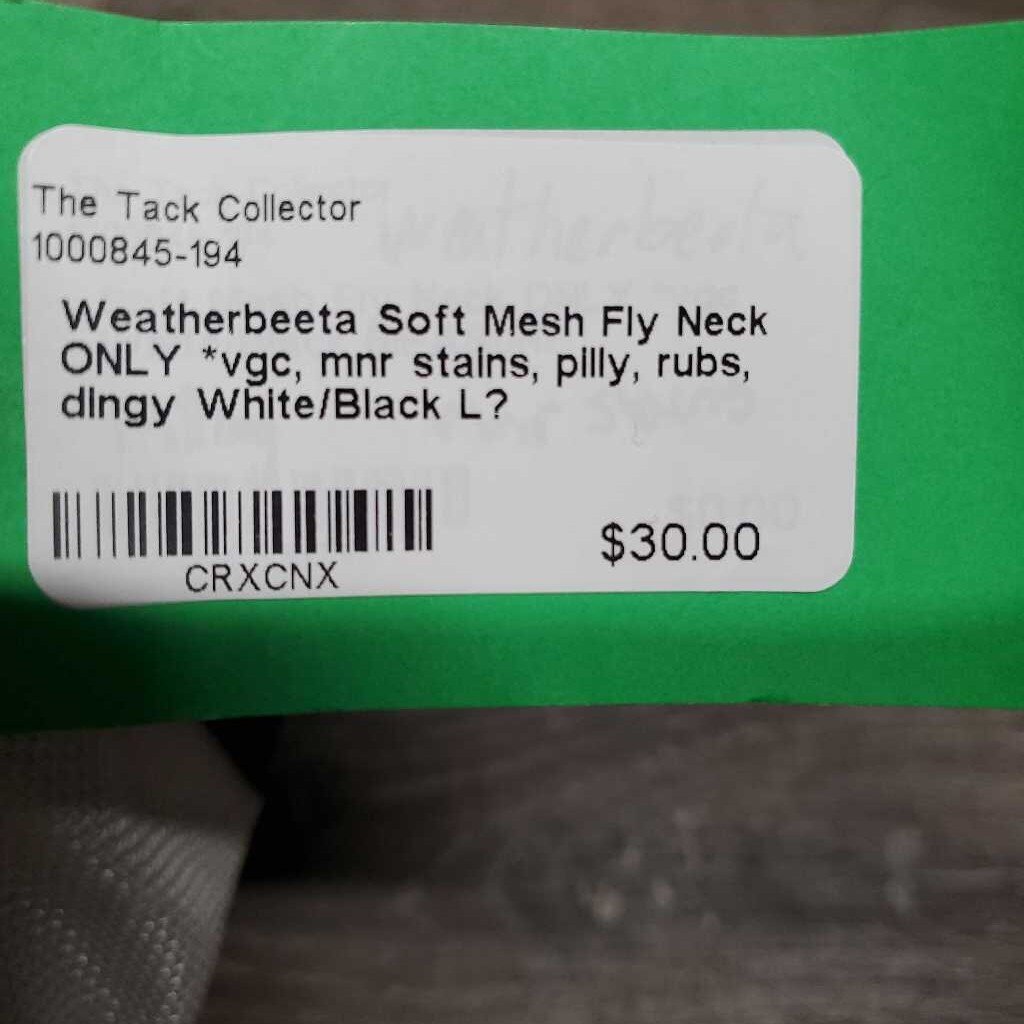 The Tack Collector
1000845-194
Weatherbeeta Soft Mesh Fly Neck
ONLY *vgc, mnr stains, pilly, rubs,
dingy White/Black L?
CRXCNX
$30.00
Weatherbeeta